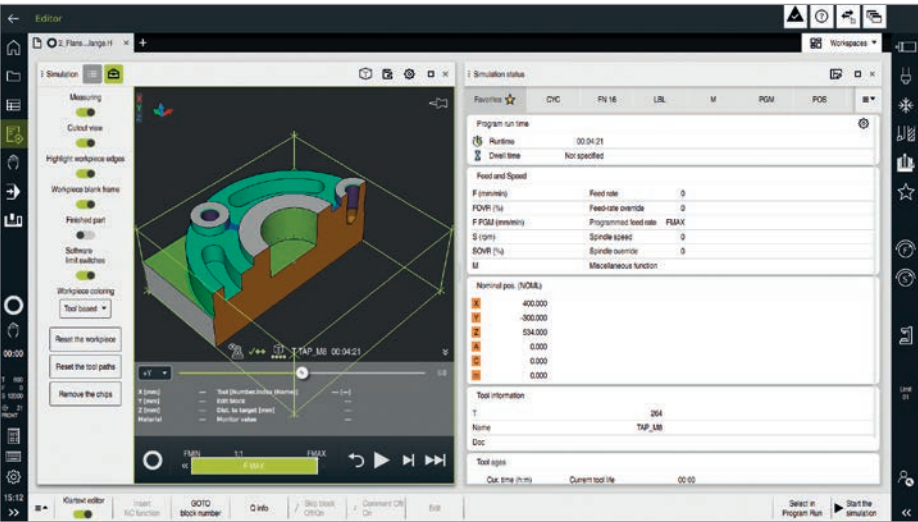 Editor
2_Flans...lange.H × +
Workspaces
Simulation
Measuring
Cutout view
Highlight workpiece edges
Workpiece blank frame
Finished part
Software
limit switches
Workpiece coloring
Tool based
Reset the workpiece
Reset the tool paths
Remove the chips
T TAP_M8 00:04:21
+Y
X [mm] — Tool [Number.Index (Name)] — [—]
Y [mm] — Edit block —
Z [mm] — Dist. to target [mm] —
Material — Monitor value —
FMIN 1:1 FMAX
F MAX
Simulation status
Favorites CYC FN 16 LBL M PGM POS
Program run time
Runtime 00:04:21
Dwell time Not specified
Feed and Speed
F (mm/min) Feed rate 0
FOVR (%) Feed-rate override 0
F PGM (mm/min) Programmed feed rate FMAX
S (rpm) Spindle speed 0
SOVR (%) Spindle override 0
M Miscellaneous function
Nominal pos. (NOML)
X 400.000
Y -300.000
Z 534.000
A 0.000
C 0.000
0.000
Tool information
T 264
Name TAP_M8
Doc
Tool ages
Cur. time (h:m) Current tool life 00:00
00:00
S 12000
FRONT
15:12
Limit
Klartext editor
Insert
NC function
GOTO
block number
Q info
Skip block
Off/On
Comment Off/
On
Edit
Select in
Program Run
Start the
simulation